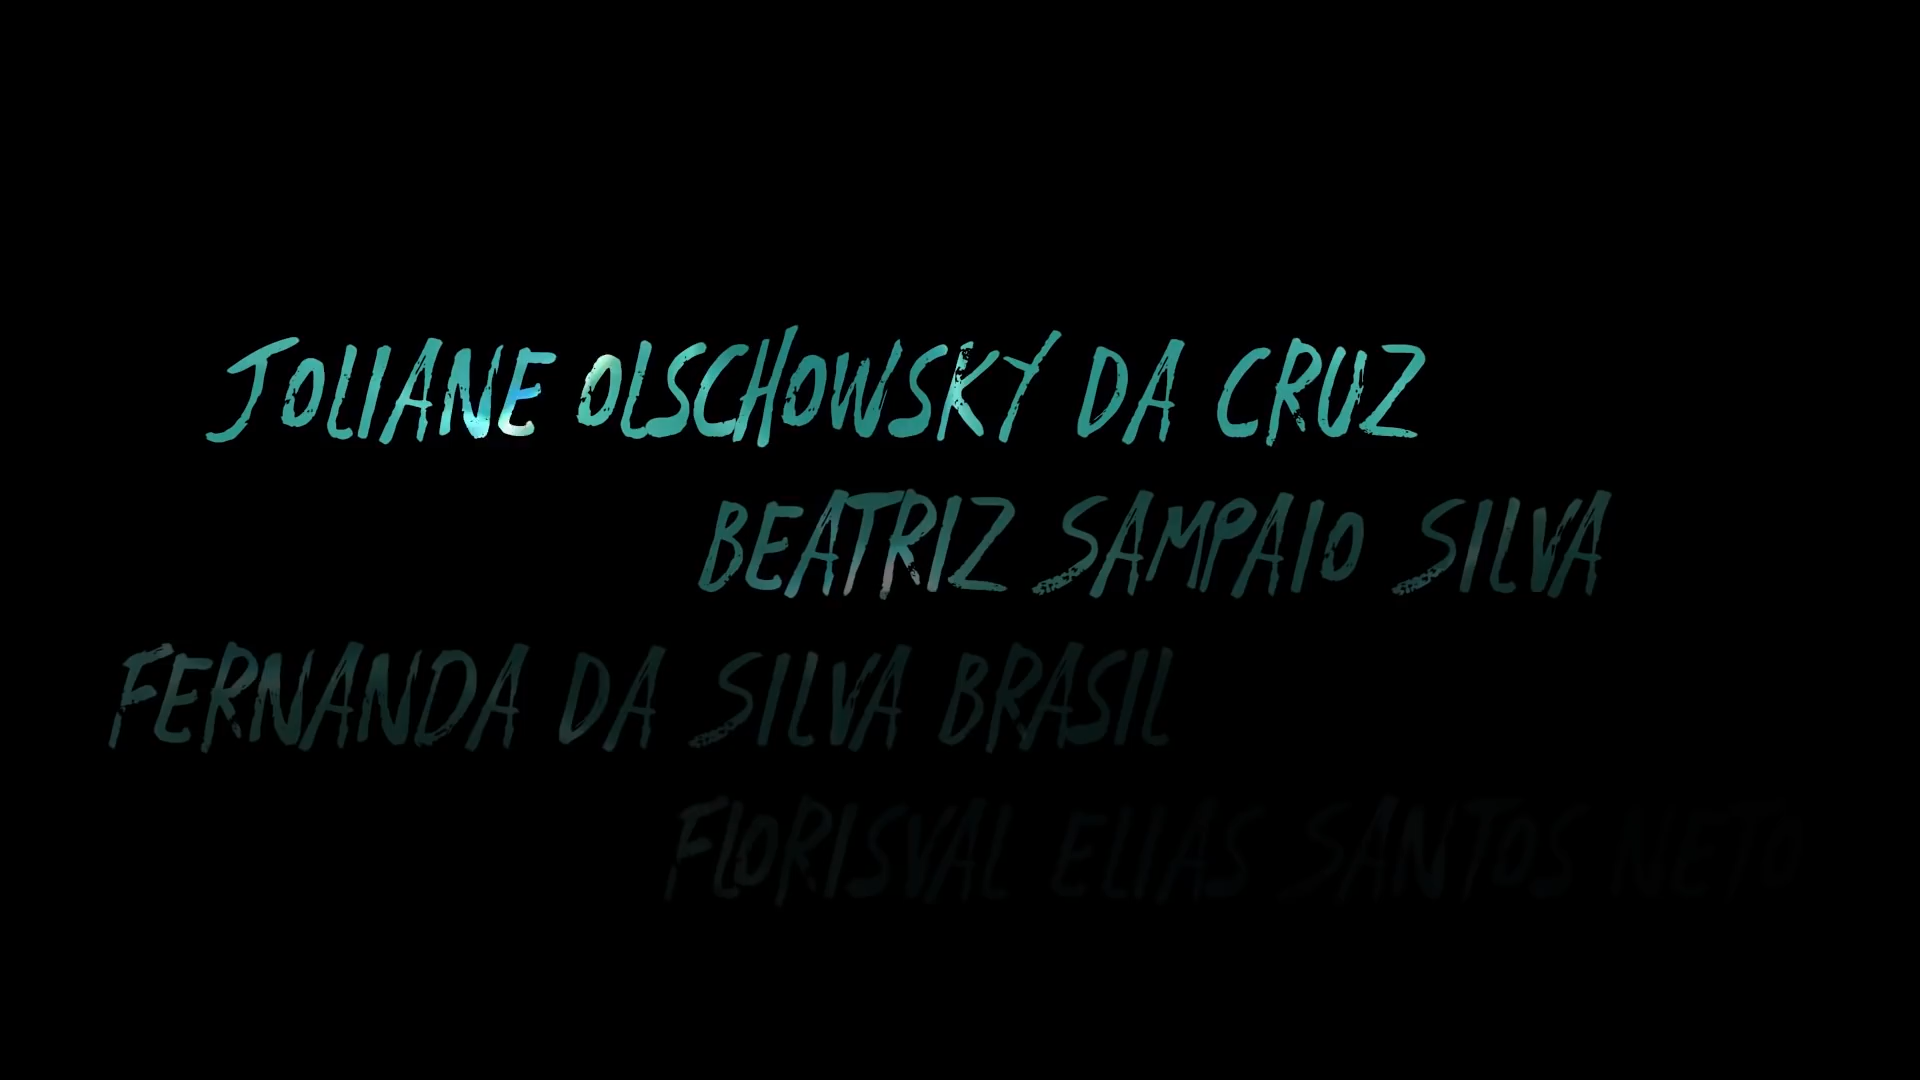 JOLIANE OLSCHOWSKY DA CRUZ
BEATRIZ SAMPAIO SILVA
FERNANDA DA SILVA BRASIL
FLORISVAL ELIAS SANTOS NETO